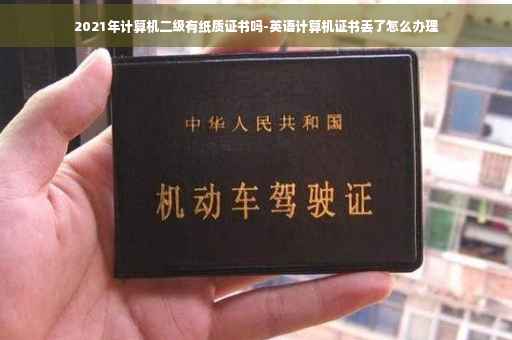 2021年计算机二级有纸质证书吗-英语计算机证书丢了怎么办理
中华人民共和国
机动车驾驶证